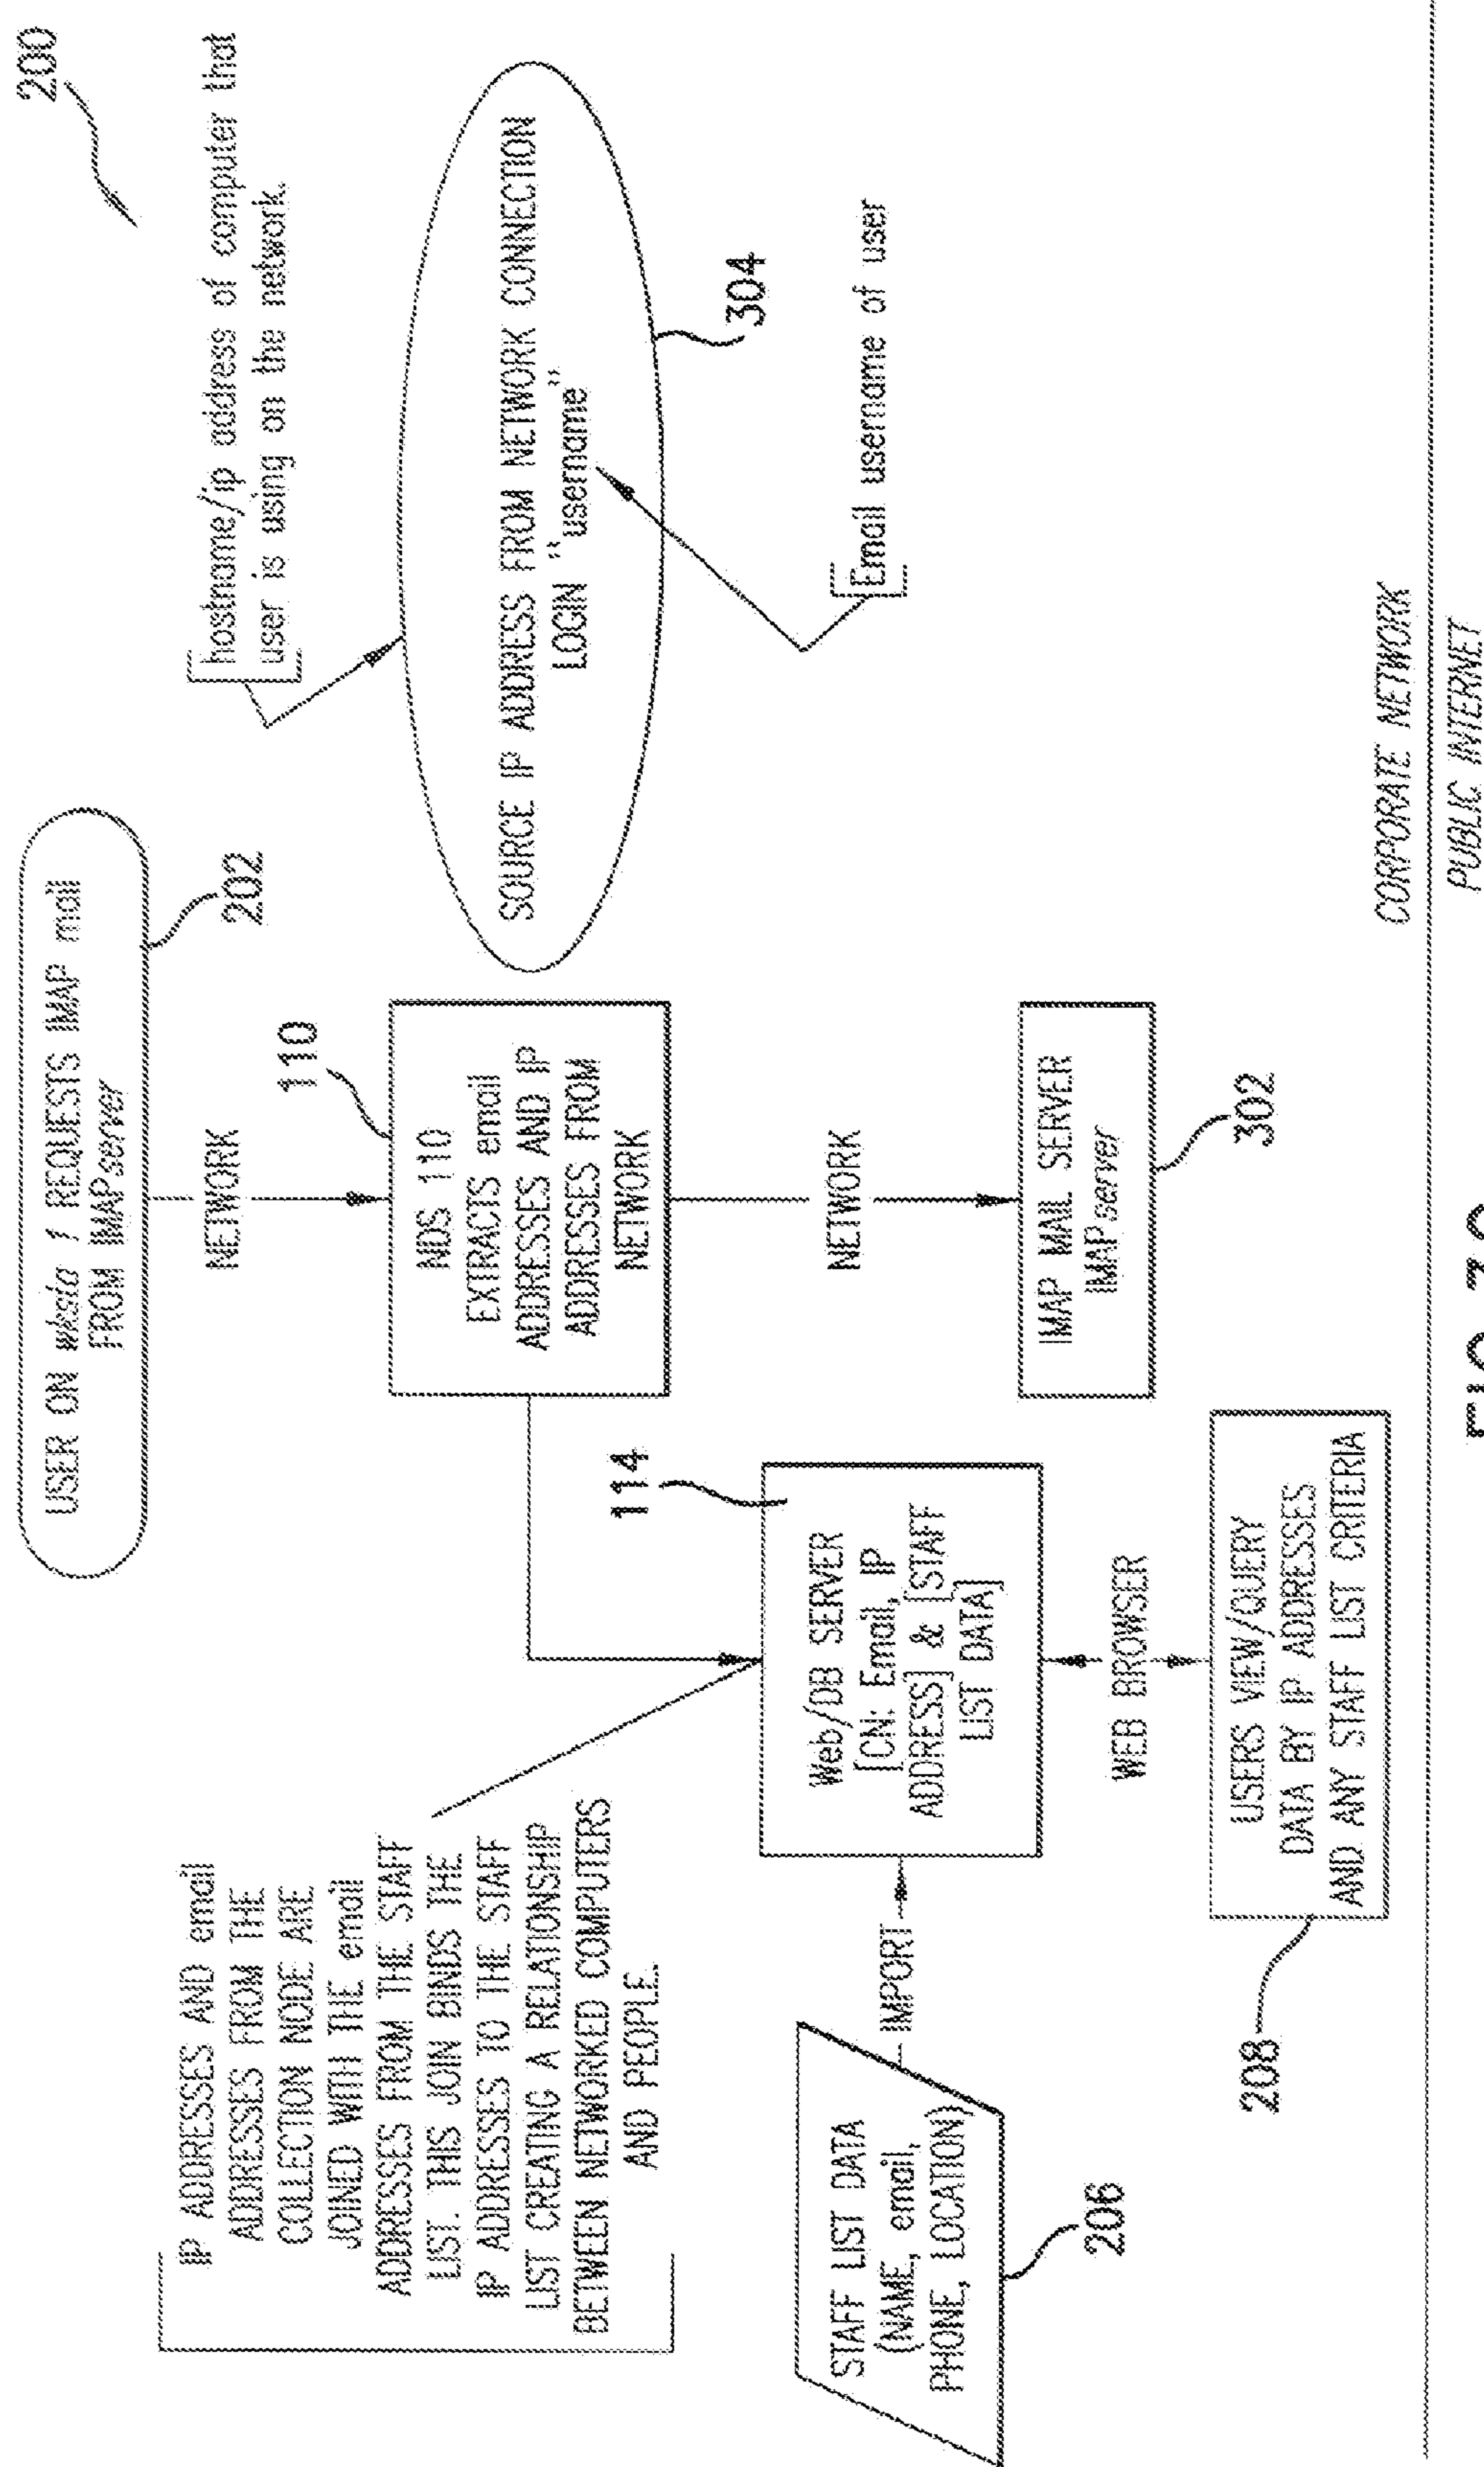 200
USER ON wksta 1 REQUESTS IMAP mail
FROM IMAPserver
202
hostname/ip address of computer that
user is using on the network.
NETWORK
110
NDS 110
EXTRACTS email
ADDRESSES AND IP
ADDRESSES FROM
NETWORK
SOURCE IP ADDRESS FROM NETWORK CONNECTION
LOGIN "username"
304
Email username of user
IP ADDRESSES AND email
ADDRESSES FROM THE
COLLECTION NODE ARE
JOINED WITH THE email
ADDRESSES FROM THE STAFF
LIST. THIS JOIN BINDS THE
IP ADDRESSES TO THE STAFF
LIST CREATING A RELATIONSHIP
BETWEEN NETWORKED COMPUTERS
AND PEOPLE.
114
NETWORK
STAFF LIST DATA
(NAME, email,
PHONE, LOCATION)
206
IMPORT
Web/DB SERVER
[CN: Email, IP
ADDRESS] & [STAFF
LIST DATA]
IMAP MAIL SERVER
IMAPserver
302
WEB BROWSER
USERS VIEW/QUERY
DATA BY IP ADDRESSES
AND ANY STAFF LIST CRITERIA
208
CORPORATE NETWORK
PUBLIC INTERNET